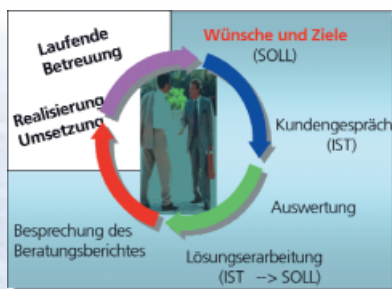 Laufende
Betreuung
Wünsche und Ziele
(SOLL)
Kundengespräch
(IST)
Auswertung
Lösungserarbeitung
(IST --> SOLL)
Besprechung des
Beratungsberichtes
Realisierung
Umsetzung